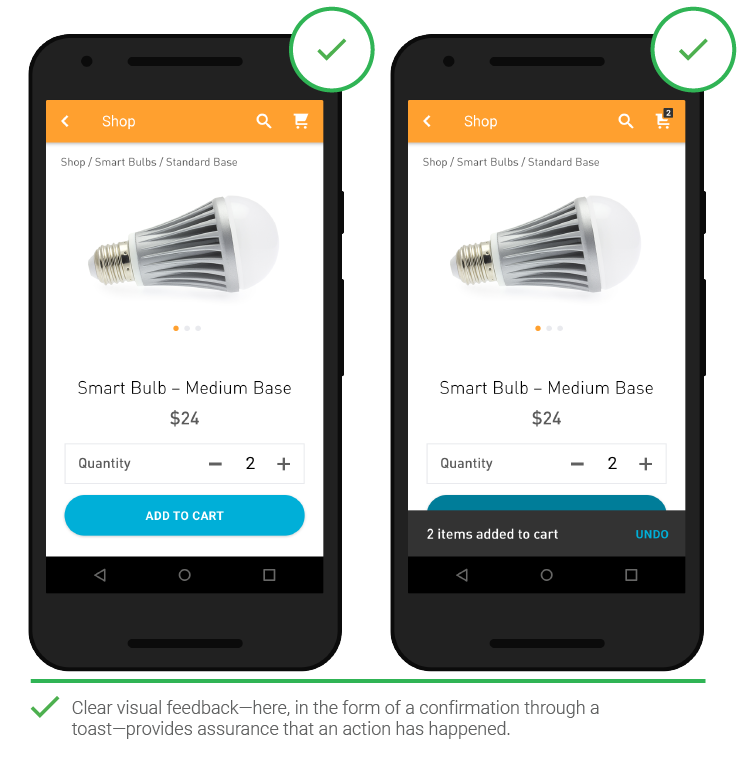 Shop
Shop / Smart Bulbs / Standard Base
Smart Bulb – Medium Base
$24
Quantity
2
ADD TO CART
Shop
2
Shop / Smart Bulbs / Standard Base
Smart Bulb – Medium Base
$24
Quantity
2
2 items added to cart
UNDO
Clear visual feedback—here, in the form of a confirmation through a
toast—provides assurance that an action has happened.